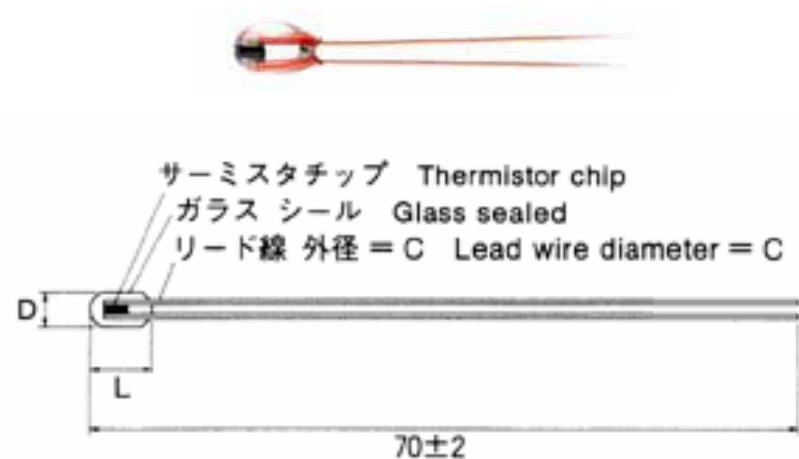 サーミスタチップ Thermistor chip
ガラス シール Glass sealed
リード線 外径 = C Lead wire diameter = C
D
L
70±2